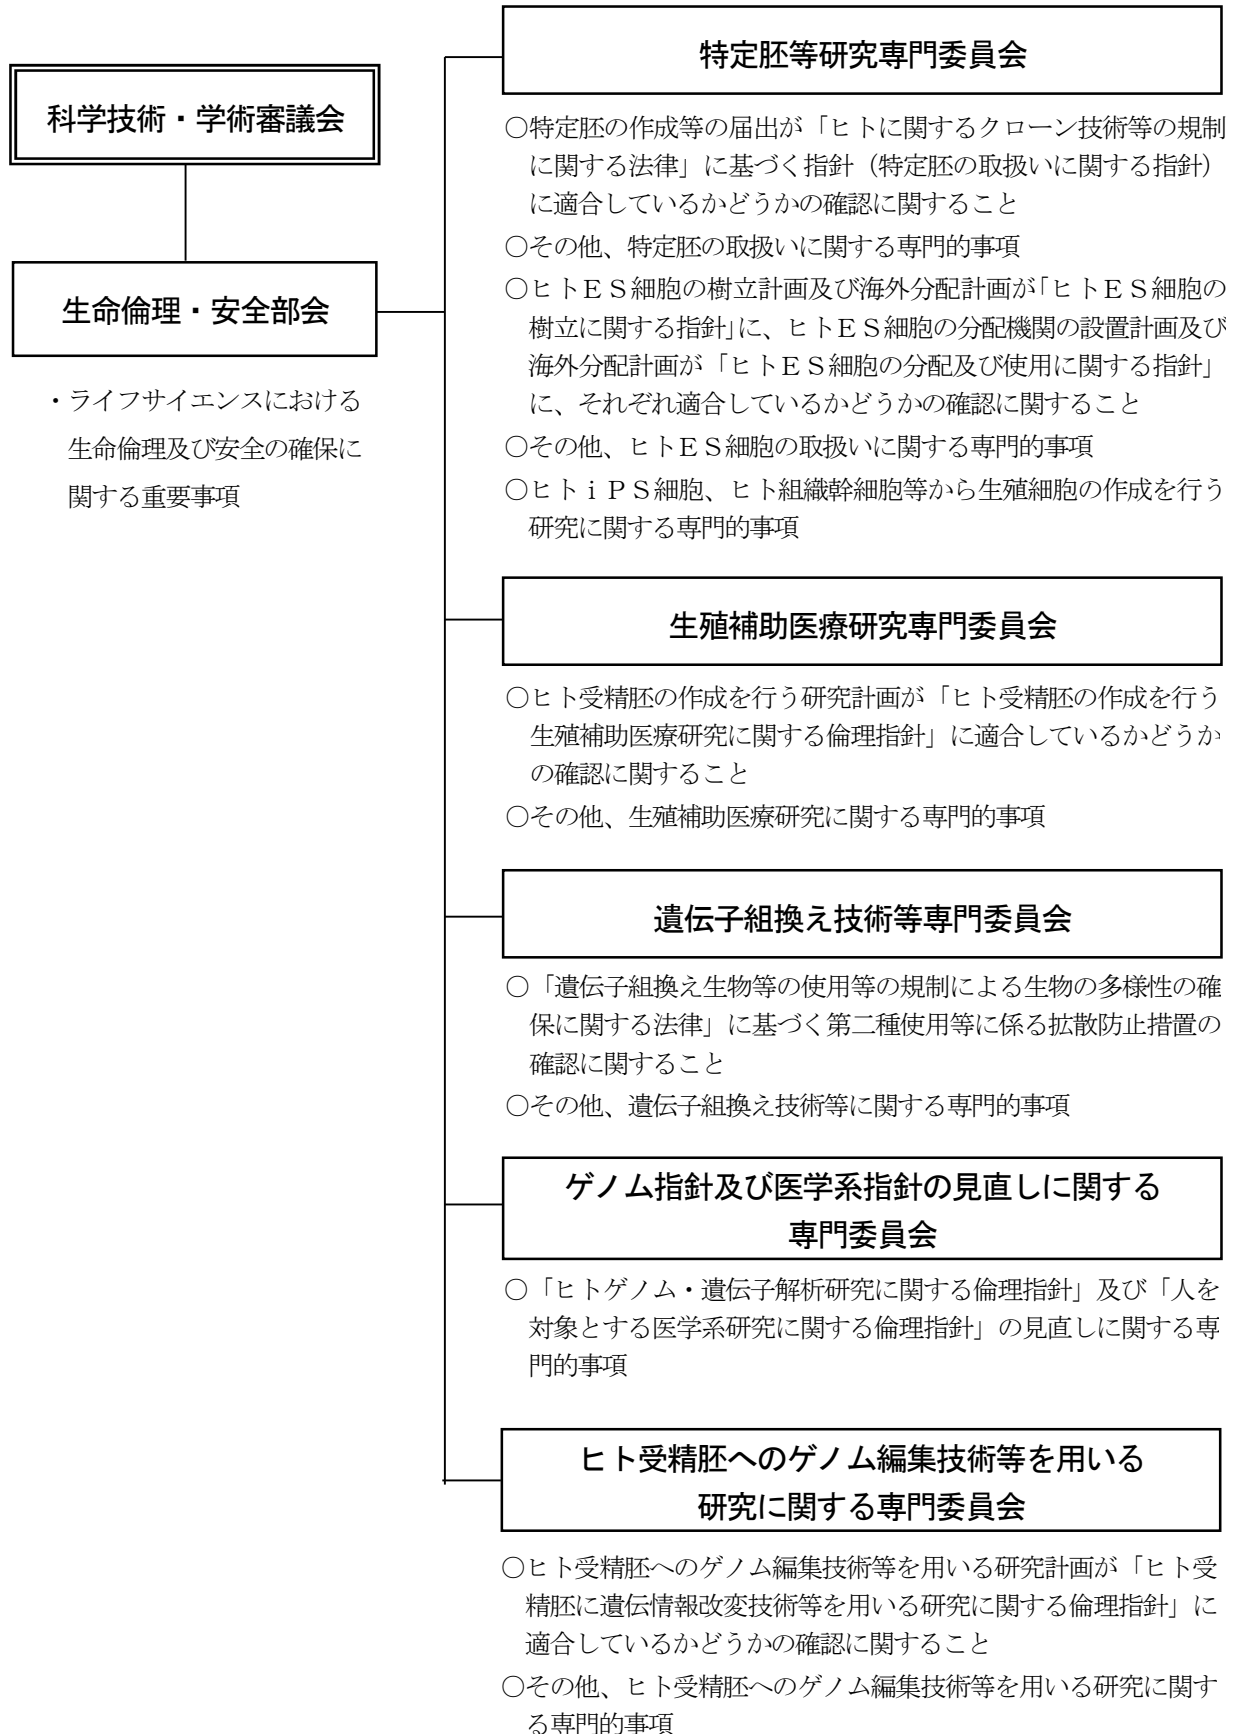 科学技術・学術審議会
生命倫理・安全部会
・ライフサイエンスにおける
生命倫理及び安全の確保に
関する重要事項
特定胚等研究専門委員会
○特定胚の作成等の届出が「ヒトに関するクローン技術等の規制
に関する法律」に基づく指針（特定胚の取扱いに関する指針）
に適合しているかどうかの確認に関すること
○その他、特定胚の取扱いに関する専門的事項
○ヒトＥＳ細胞の樹立計画及び海外分配計画が「ヒトＥＳ細胞の
樹立に関する指針」に、ヒトＥＳ細胞の分配機関の設置計画及び
海外分配計画が「ヒトＥＳ細胞の分配及び使用に関する指針」
に、それぞれ適合しているかどうかの確認に関すること
○その他、ヒトＥＳ細胞の取扱いに関する専門的事項
○ヒトｉＰＳ細胞、ヒト組織幹細胞等から生殖細胞の作成を行う
研究に関する専門的事項
生殖補助医療研究専門委員会
○ヒト受精胚の作成を行う研究計画が「ヒト受精胚の作成を行う
生殖補助医療研究に関する倫理指針」に適合しているかどうか
の確認に関すること
○その他、生殖補助医療研究に関する専門的事項
遺伝子組換え技術等専門委員会
○「遺伝子組換え生物等の使用等の規制による生物の多様性の確
保に関する法律」に基づく第二種使用等に係る拡散防止措置の
確認に関すること
○その他、遺伝子組換え技術等に関する専門的事項
ゲノム指針及び医学系指針の見直しに関する
専門委員会
○「ヒトゲノム・遺伝子解析研究に関する倫理指針」及び「人を
対象とする医学系研究に関する倫理指針」の見直しに関する専
門的事項
ヒト受精胚へのゲノム編集技術等を用いる
研究に関する専門委員会
○ヒト受精胚へのゲノム編集技術等を用いる研究計画が「ヒト受
精胚に遺伝情報改変技術等を用いる研究に関する倫理指針」に
適合しているかどうかの確認に関すること
○その他、ヒト受精胚へのゲノム編集技術等を用いる研究に関す
る専門的事項